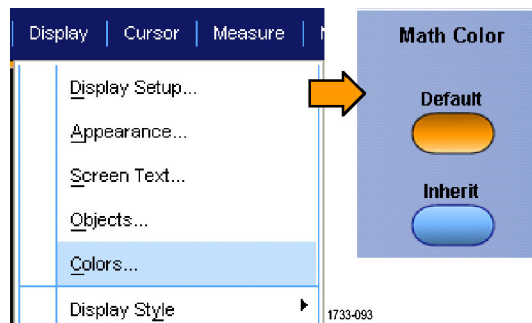 Display Cursor Measure
Display Setup...
Appearance...
Screen Text...
Objects...
Colors...
Display Style
Math Color
Default
Inherit
1733-093